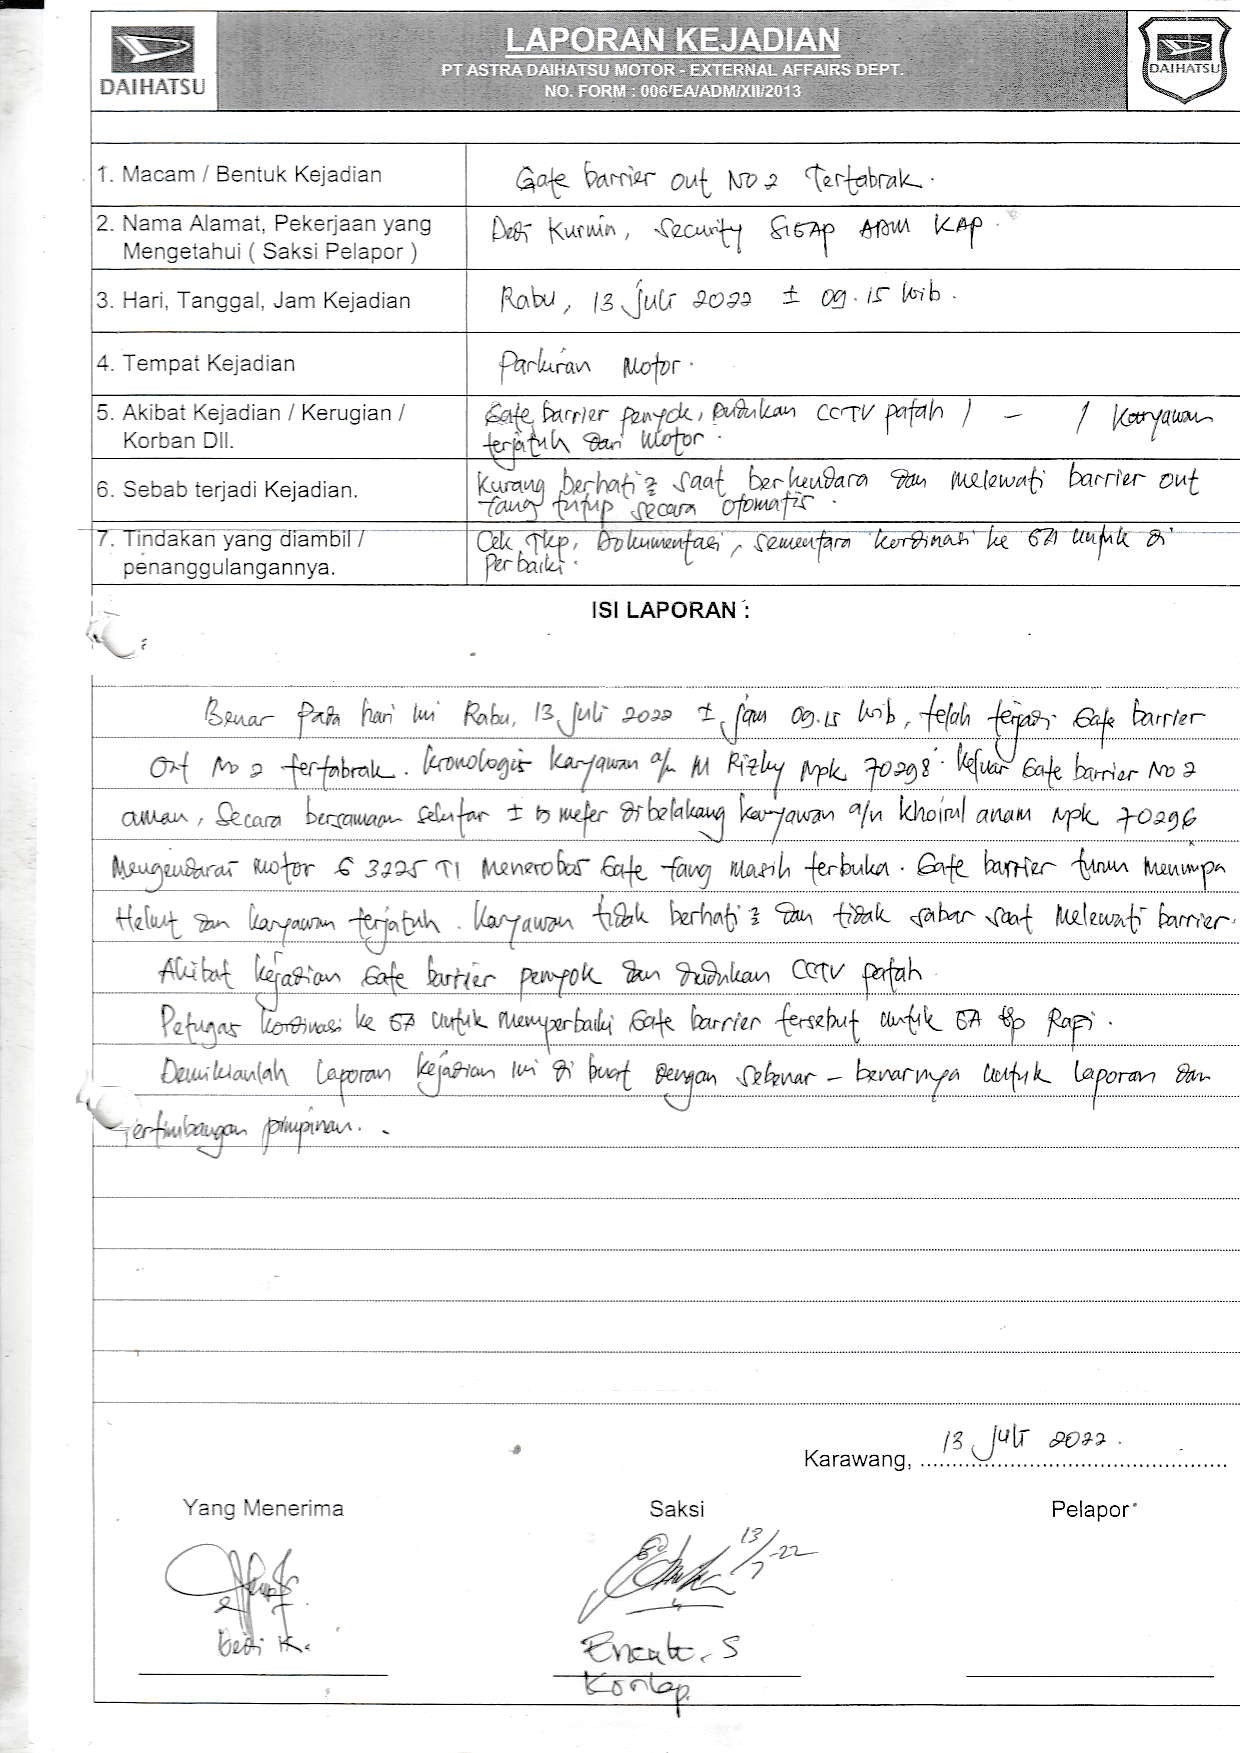 DAIHATSU
LAPORAN KEJADIAN
PT ASTRA DAIHATSU MOTOR - EXTERNAL AFFAIRS DEPT.
NO. FORM : 006/EA/ADM/XII/2013
DAIHATSU
1. Macam / Bentuk Kejadian
Gate barrier out No 2 Tertabrak.
2. Nama Alamat, Pekerjaan yang
Mengetahui ( Saksi Pelapor )
Dedi Kurnia, Security SIGAP ADM KAP.
3. Hari, Tanggal, Jam Kejadian
Rabu, 13 Juli 2022 ± 09.15 Wib.
4. Tempat Kejadian
Parkiran Motor.
5. Akibat Kejadian / Kerugian /
Korban Dll.
Gate barrier penyok, Dudukan CCTV patah / - / Karyawan
terjatuh dari Motor.
6. Sebab terjadi Kejadian.
Kurang berhati2 saat berkendara dan melewati barrier out
yang tutup secara otomatis.
7. Tindakan yang diambil /
penanggulangannya.
Cek Tkp, Dokumentasi, sementara kordinasi ke GA untuk di
Perbaiki.
ISI LAPORAN :
Benar pada hari ini Rabu, 13 Juli 2022 ± jam 09.15 Wib, telah terjadi Gate barrier
Out No 2 tertabrak. Kronologis Karyawan a/n M Rizky Npk 70298. Keluar Gate barrier No 2
aman, Secara bersamaan sekitar ± meter dibelakang karyawan a/n Khoirul anam Npk 70296
Mengendarai motor 3225 TI Menerobos Gate yang masih terbuka. Gate barrier turun menimpa
Helm dan karyawan terjatuh. Karyawan tidak berhati2 dan tidak sabar saat Melewati barrier.
Akibat kejadian Gate barrier penyok dan dudukan CCTV patah
Petugas kordinasi ke GA untuk memperbaiki Gate barrier tersebut untuk GA Rapi.
Demikianlah Laporan kejadian ini di buat dengan sebenar - benarnya untuk laporan dan
Pertimbangan pimpinan.
Karawang, 13 Juli 2022.
Yang Menerima Saksi Pelapor
13/7-22
Dedi K. S
Korlap